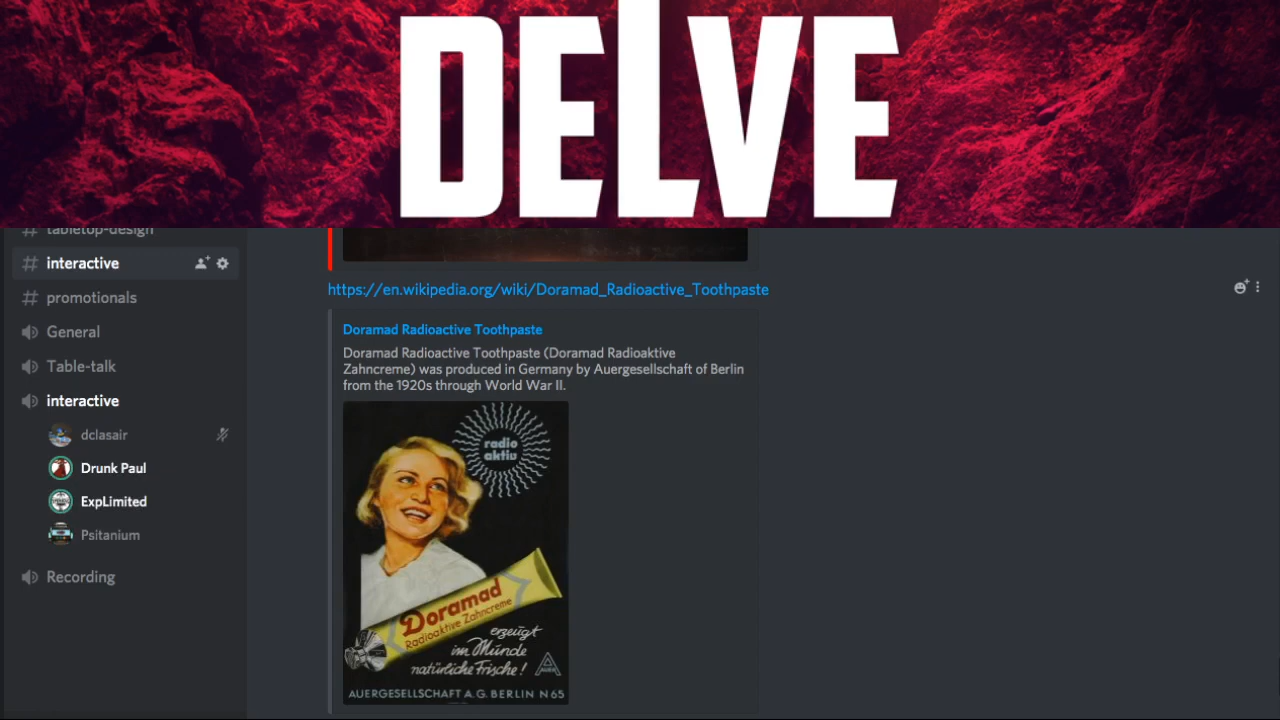 DELVE
tabletop-design
interactive
promotionals
General
Table-talk
interactive
dclasair
Drunk Paul
ExpLimited
Psitanium
Recording
https://en.wikipedia.org/wiki/Doramad_Radioactive_Toothpaste
Doramad Radioactive Toothpaste
Doramad Radioactive Toothpaste (Doramad Radioaktive
Zahncreme) was produced in Germany by Auergesellschaft of Berlin
from the 1920s through World War II.
radio
aktiv
Doramad
Radioaktive Zahncreme
erzeugt
im Munde
natürliche Frische!
AUER
AUERGESELLSCHAFT A.G. BERLIN N65